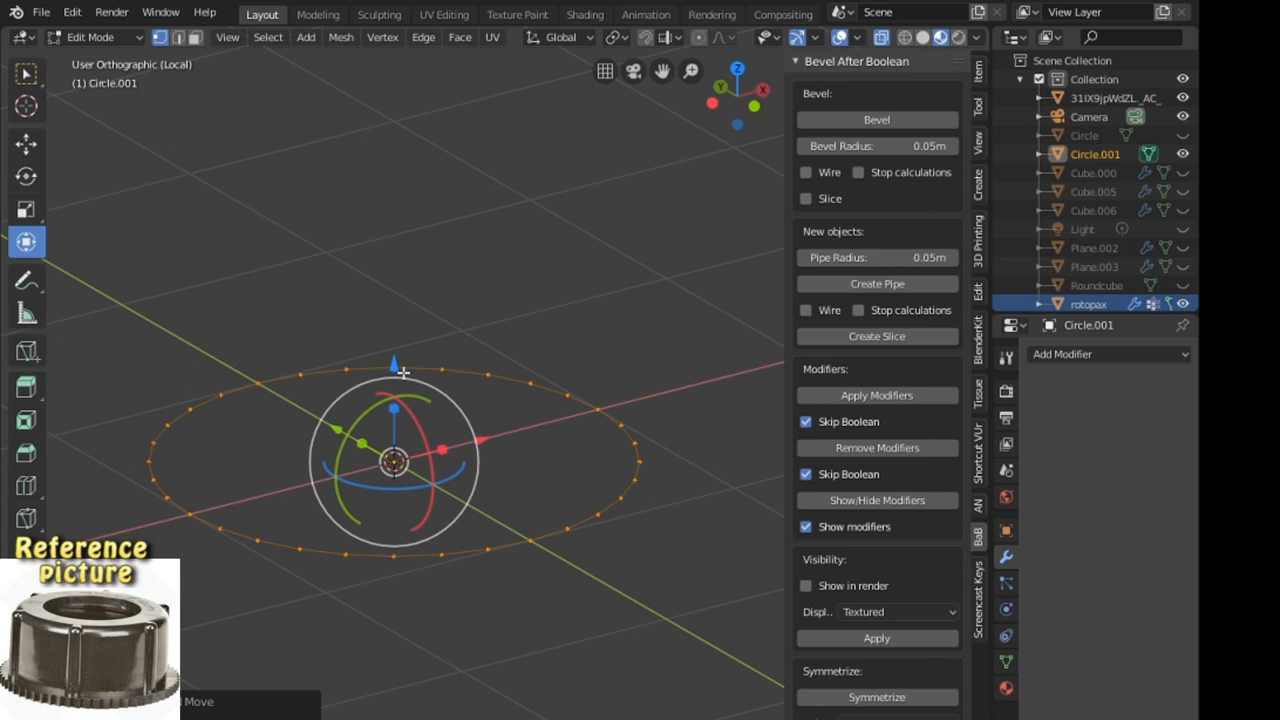 File Edit Render Window Help Layout Modeling Sculpting UV Editing Texture Paint Shading Animation Rendering Compositing Scene View Layer
Edit Mode View Select Add Mesh Vertex Edge Face UV Global
User Orthographic (Local)
(1) Circle.001
Z
Y
X
Bevel After Boolean
Bevel:
Bevel
Bevel Radius: 0.05m
Wire Stop calculations
Slice
New objects:
Pipe Radius: 0.05m
Create Pipe
Wire Stop calculations
Create Slice
Modifiers:
Apply Modifiers
Skip Boolean
Remove Modifiers
Skip Boolean
Show/Hide Modifiers
Show modifiers
Visibility:
Show in render
Displ.. Textured
Apply
Symmetrize:
Symmetrize
Item
Tool
View
Create
3D Printing
Edit
BlenderKit
Tissue
Shortcut VUr
AN
BaB
Screencast Keys
Scene Collection
Collection
31IX9jpWdZL._AC_
Camera
Circle
Circle.001
Cube.000
Cube.005
Cube.006
Light
Plane.002
Plane.003
Roundcube
rotopax
Circle.001
Add Modifier
Move
Reference
picture